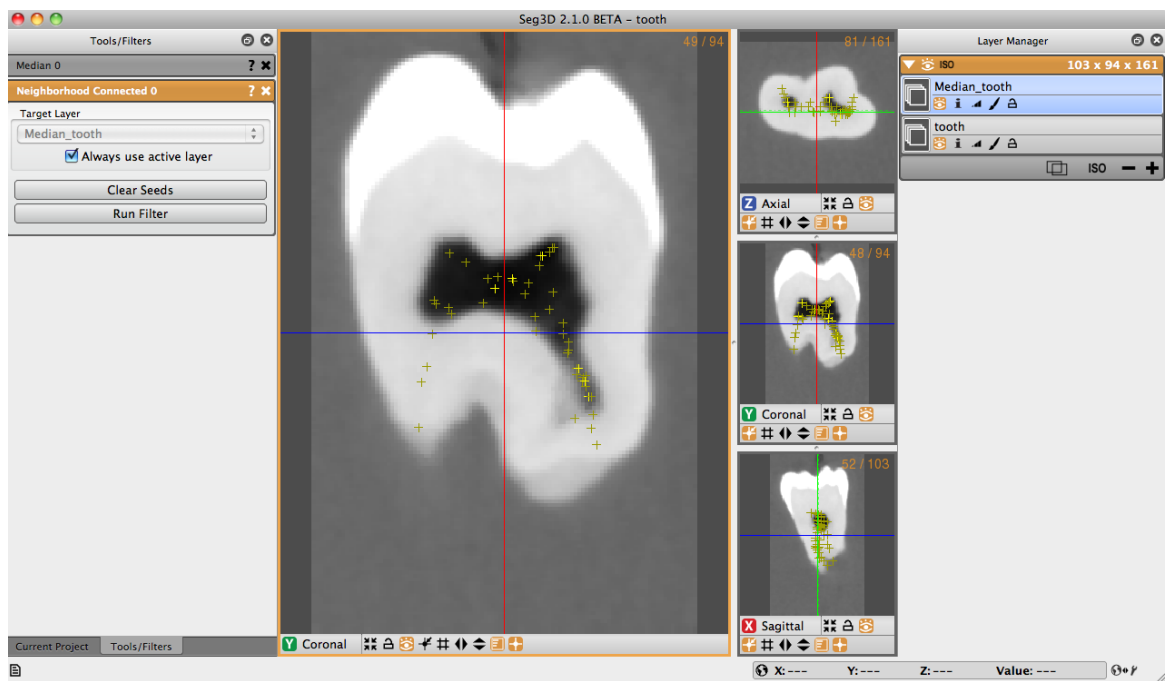 Seg3D 2.1.0 BETA - tooth
Tools/Filters
Median 0 ?
Neighborhood Connected 0 ?
Target Layer
Median_tooth
Always use active layer
Clear Seeds
Run Filter
Current Project Tools/Filters
49 / 94
Y Coronal
81 / 161
Z Axial
48 / 94
Y Coronal
52 / 103
X Sagittal
Layer Manager
ISO 103 x 94 x 161
Median_tooth
tooth
ISO
X: --- Y: --- Z: --- Value: ---